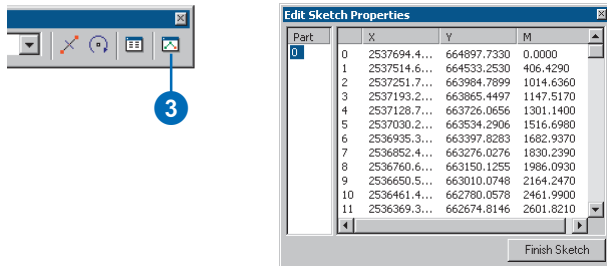 3
Edit Sketch Properties
Part X Y M
0 0 2537694.4... 664897.7330 0.0000
1 2537514.6... 664533.2530 406.4290
2 2537251.7... 663984.7899 1014.6360
3 2537193.2... 663865.4497 1147.5170
4 2537128.7... 663726.0656 1301.1400
5 2537030.2... 663534.2906 1516.6980
6 2536935.3... 663397.8283 1682.9370
7 2536852.4... 663276.0276 1830.2390
8 2536760.6... 663150.1255 1986.0930
9 2536650.5... 663010.0748 2164.2470
10 2536461.4... 662780.0578 2461.9900
11 2536369.3... 662674.8146 2601.8210
Finish Sketch